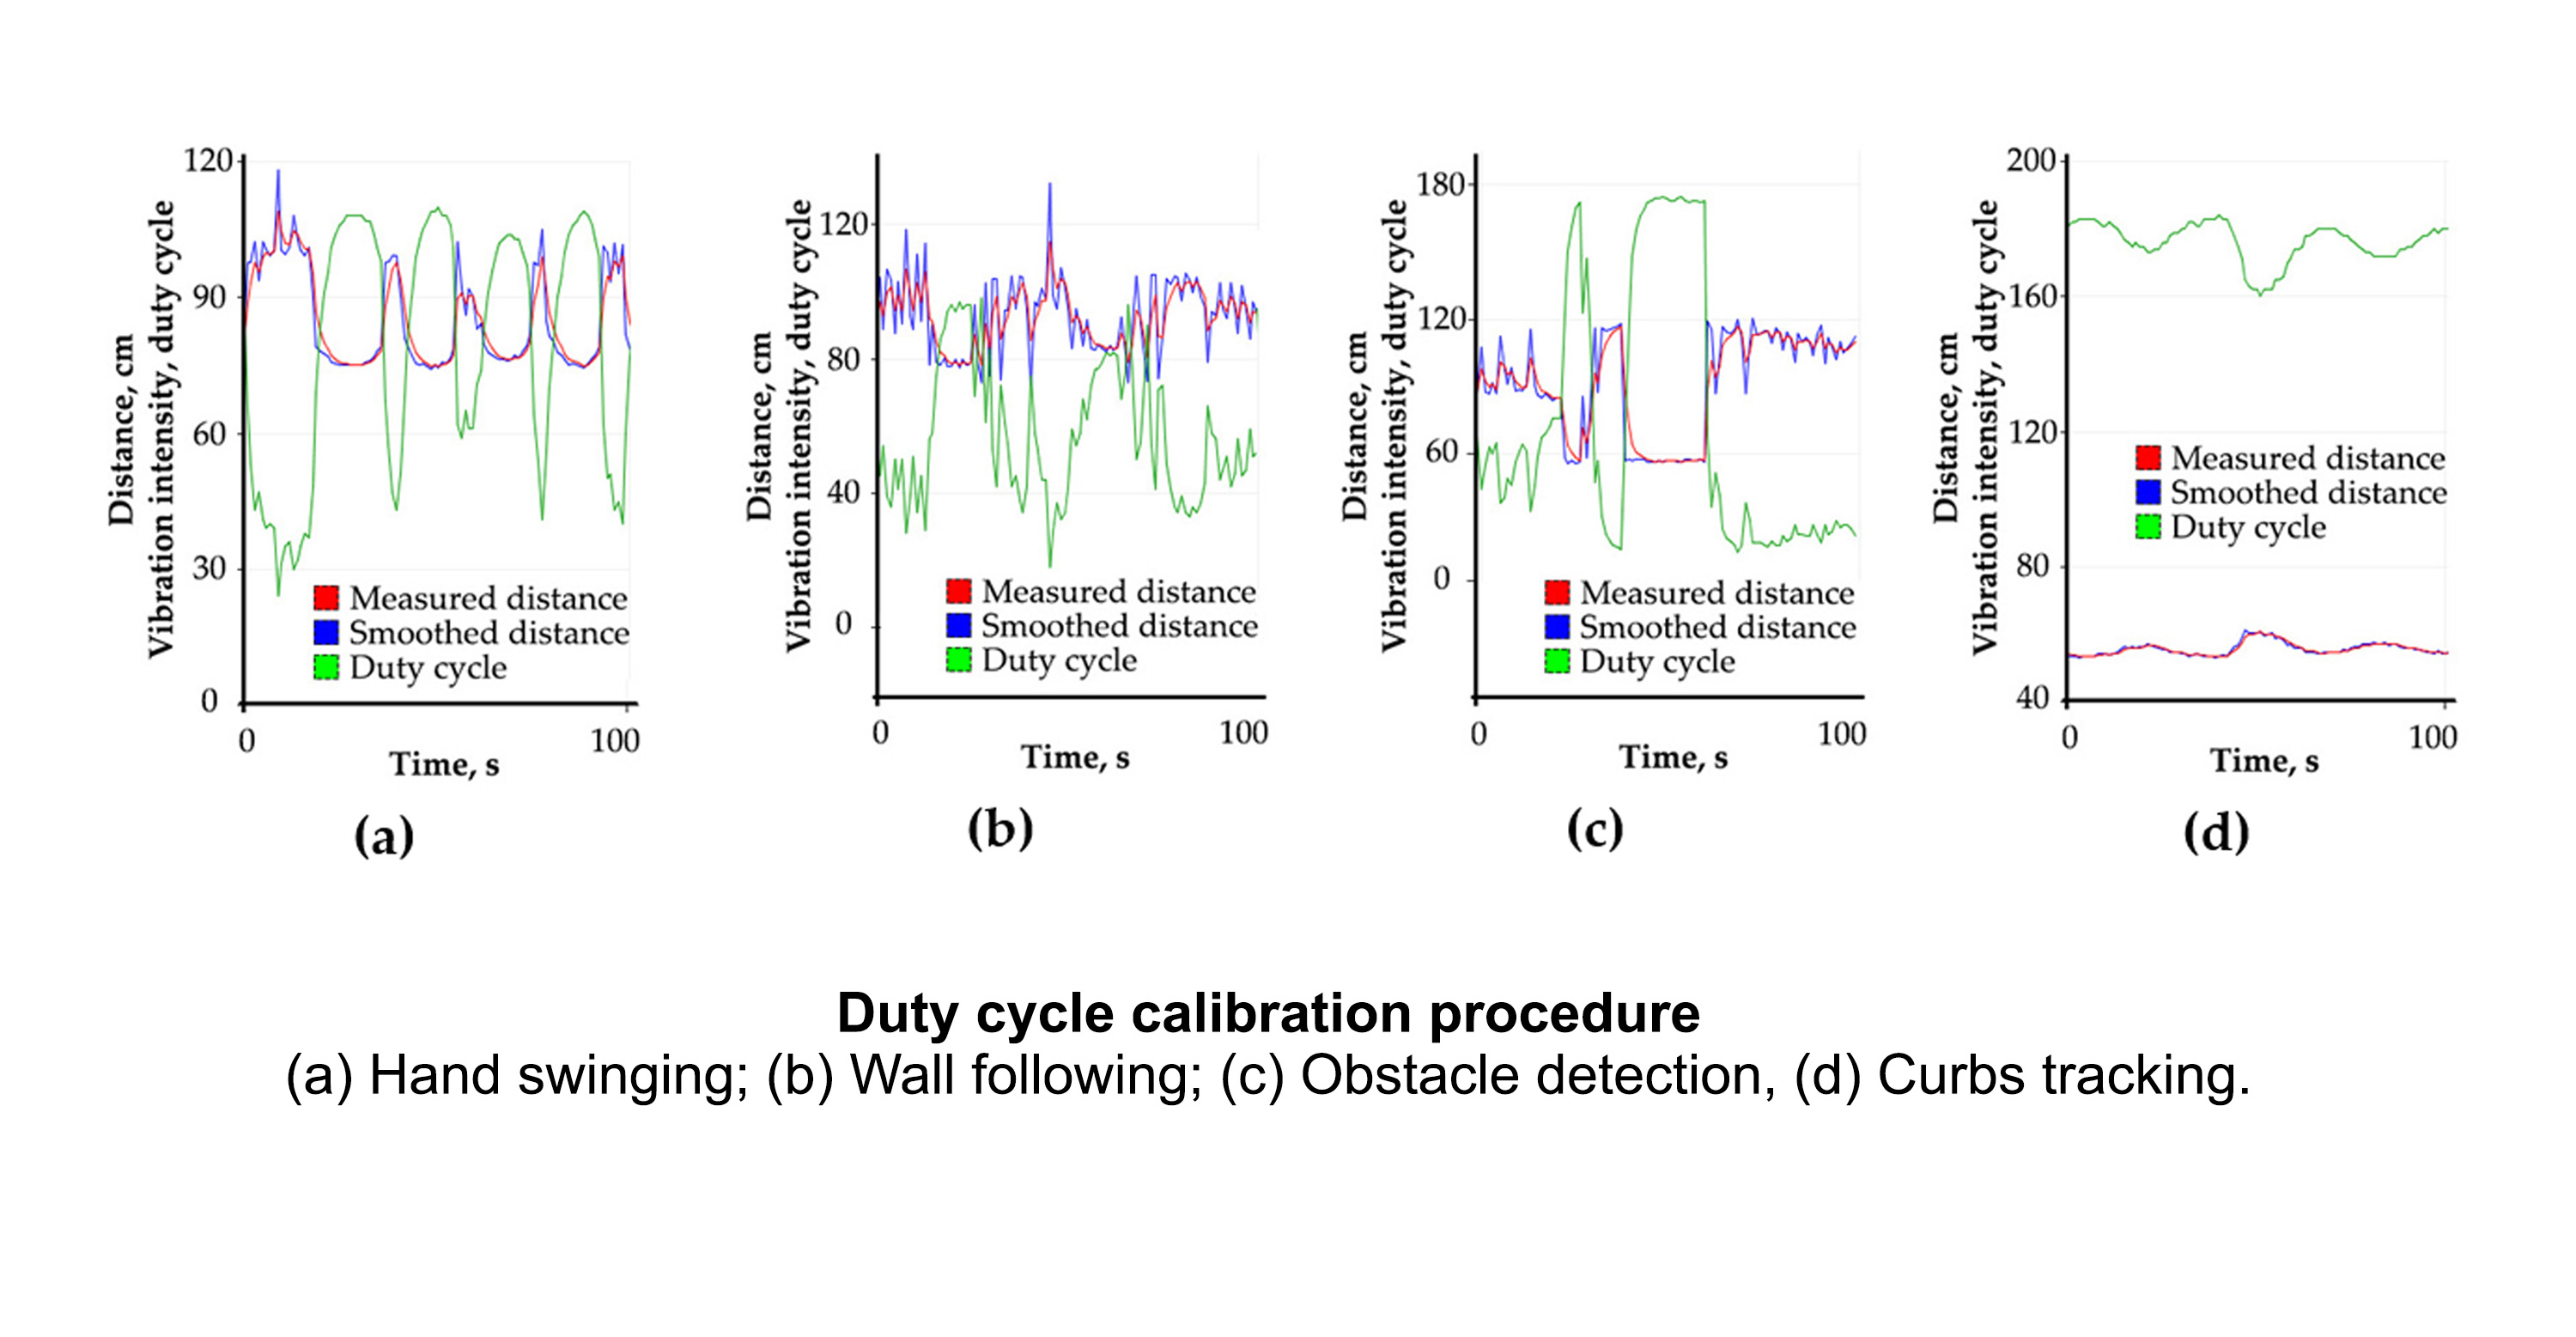 120
90
60
30
0
Distance, cm
Vibration intensity, duty cycle
Measured distance
Smoothed distance
Duty cycle
0
100
Time, s
(a)
120
80
40
0
Distance, cm
Vibration intensity, duty cycle
Measured distance
Smoothed distance
Duty cycle
0
100
Time, s
(b)
180
120
60
0
Distance, cm
Vibration intensity, duty cycle
Measured distance
Smoothed distance
Duty cycle
0
100
Time, s
(c)
200
160
120
80
40
Distance, cm
Vibration intensity, duty cycle
Measured distance
Smoothed distance
Duty cycle
0
100
Time, s
(d)
Duty cycle calibration procedure
(a) Hand swinging; (b) Wall following; (c) Obstacle detection, (d) Curbs tracking.